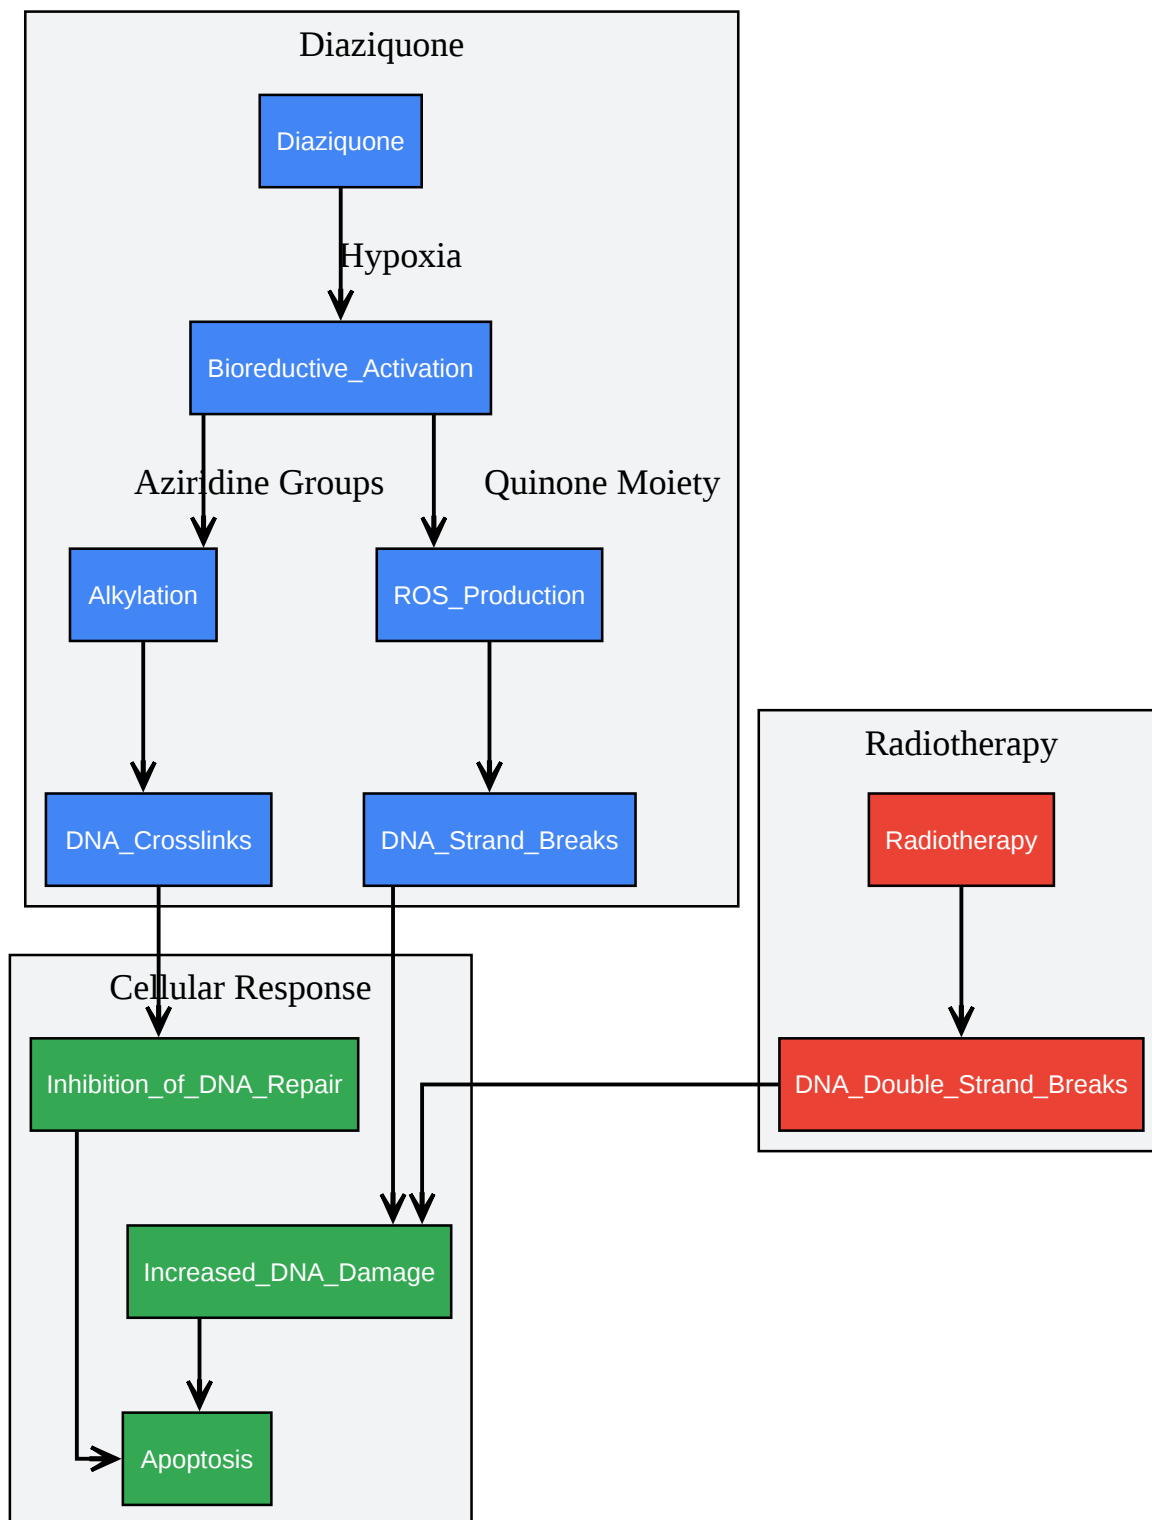 Diaziquone
Diaziquone
Hypoxia
Bioreductive_Activation
Aziridine Groups
Quinone Moiety
Alkylation
ROS_Production
DNA_Crosslinks
DNA_Strand_Breaks
Radiotherapy
Radiotherapy
DNA_Double_Strand_Breaks
Cellular Response
Inhibition_of_DNA_Repair
Increased_DNA_Damage
Apoptosis